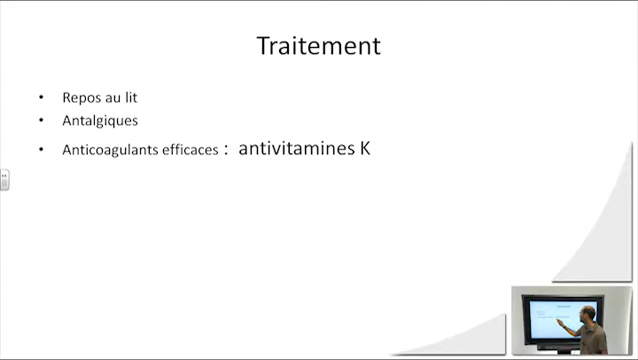 Traitement
• Repos au lit
• Antalgiques
• Anticoagulants efficaces : antivitamines K